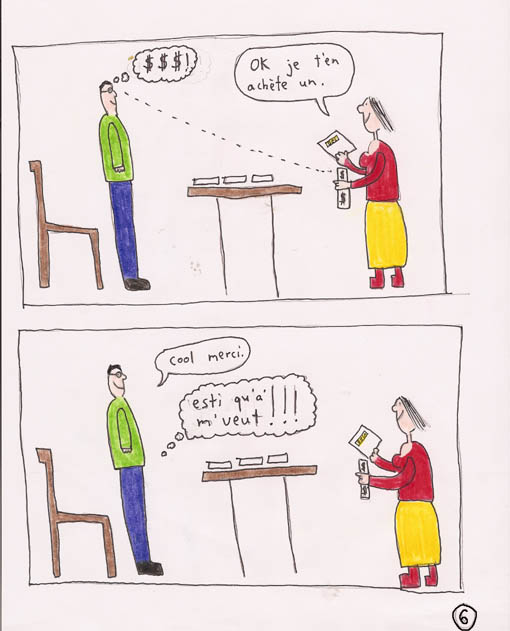 $ $ $ !
OK je t'en
achète un.
$
$
cool merci.
esti qu'a'
m'veut !!!
$
$
6